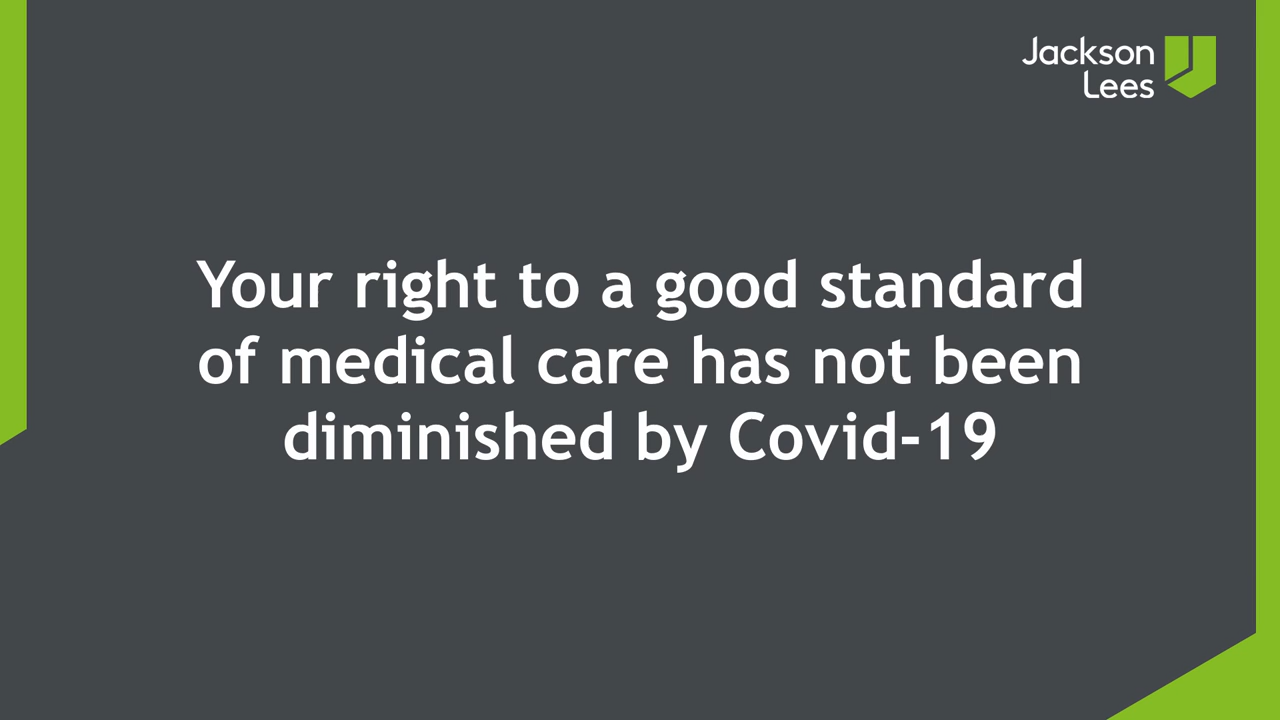 Jackson
Lees
Your right to a good standard
of medical care has not been
diminished by Covid-19